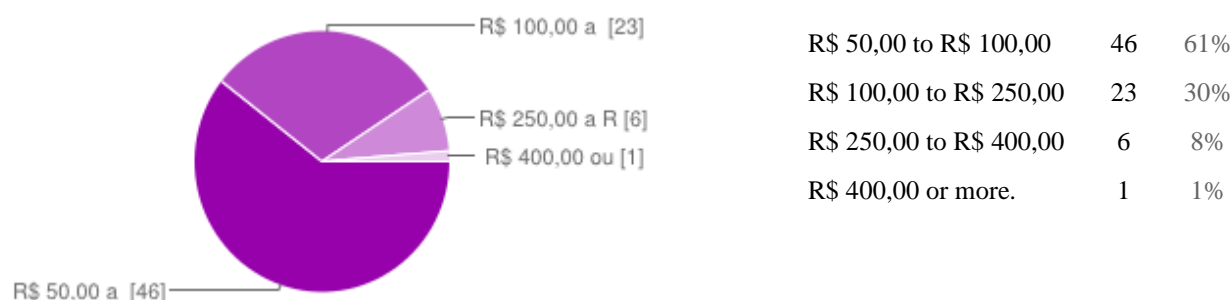 R$ 100,00 a [23]
R$ 250,00 a R [6]
R$ 400,00 ou [1]
R$ 50,00 a [46]
R$ 50,00 to R$ 100,00 46 61%
R$ 100,00 to R$ 250,00 23 30%
R$ 250,00 to R$ 400,00 6 8%
R$ 400,00 or more. 1 1%